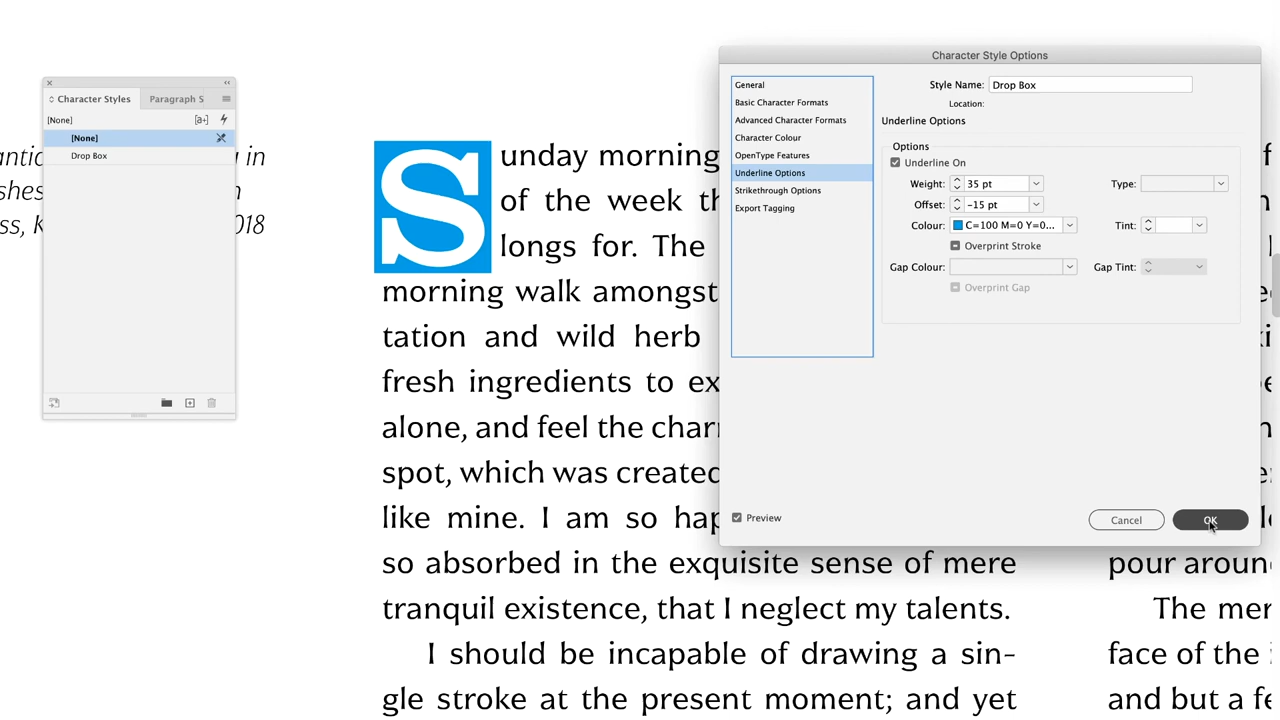 Character Styles
Paragraph S
[None]
[None]
Drop Box
in
shes
ss, K
2018
S
unday morning
of the week th
longs for. The
morning walk amongst
tation and wild herb
fresh ingredients to ex
alone, and feel the char
spot, which was created
like mine. I am so hap
so absorbed in the exquisite sense of mere
tranquil existence, that I neglect my talents.
I should be incapable of drawing a sin-
gle stroke at the present moment; and yet
Character Style Options
General
Basic Character Formats
Advanced Character Formats
Character Colour
OpenType Features
Underline Options
Strikethrough Options
Export Tagging
Style Name: Drop Box
Location:
Underline Options
Options
Underline On
Weight: 35 pt
Type:
Offset: -15 pt
Colour: C=100 M=0 Y=0...
Tint:
Overprint Stroke
Gap Colour:
Gap Tint:
Overprint Gap
Preview
Cancel
OK
pour aroun
The mer
face of the
and but a fe